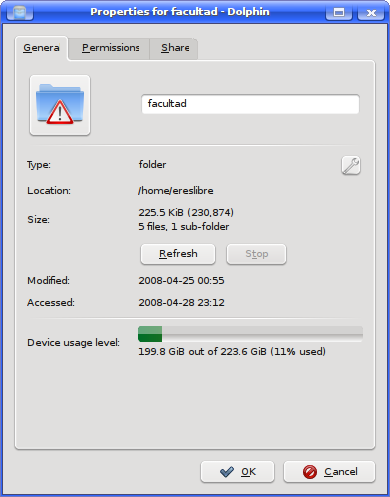 Properties for facultad - Dolphin
Genera Permissions Share
facultad
Type: folder
Location: /home/ereslibre
Size: 225.5 KiB (230,874)
5 files, 1 sub-folder
Refresh Stop
Modified: 2008-04-25 00:55
Accessed: 2008-04-28 23:12
Device usage level:
199.8 GiB out of 223.6 GiB (11% used)
OK Cancel